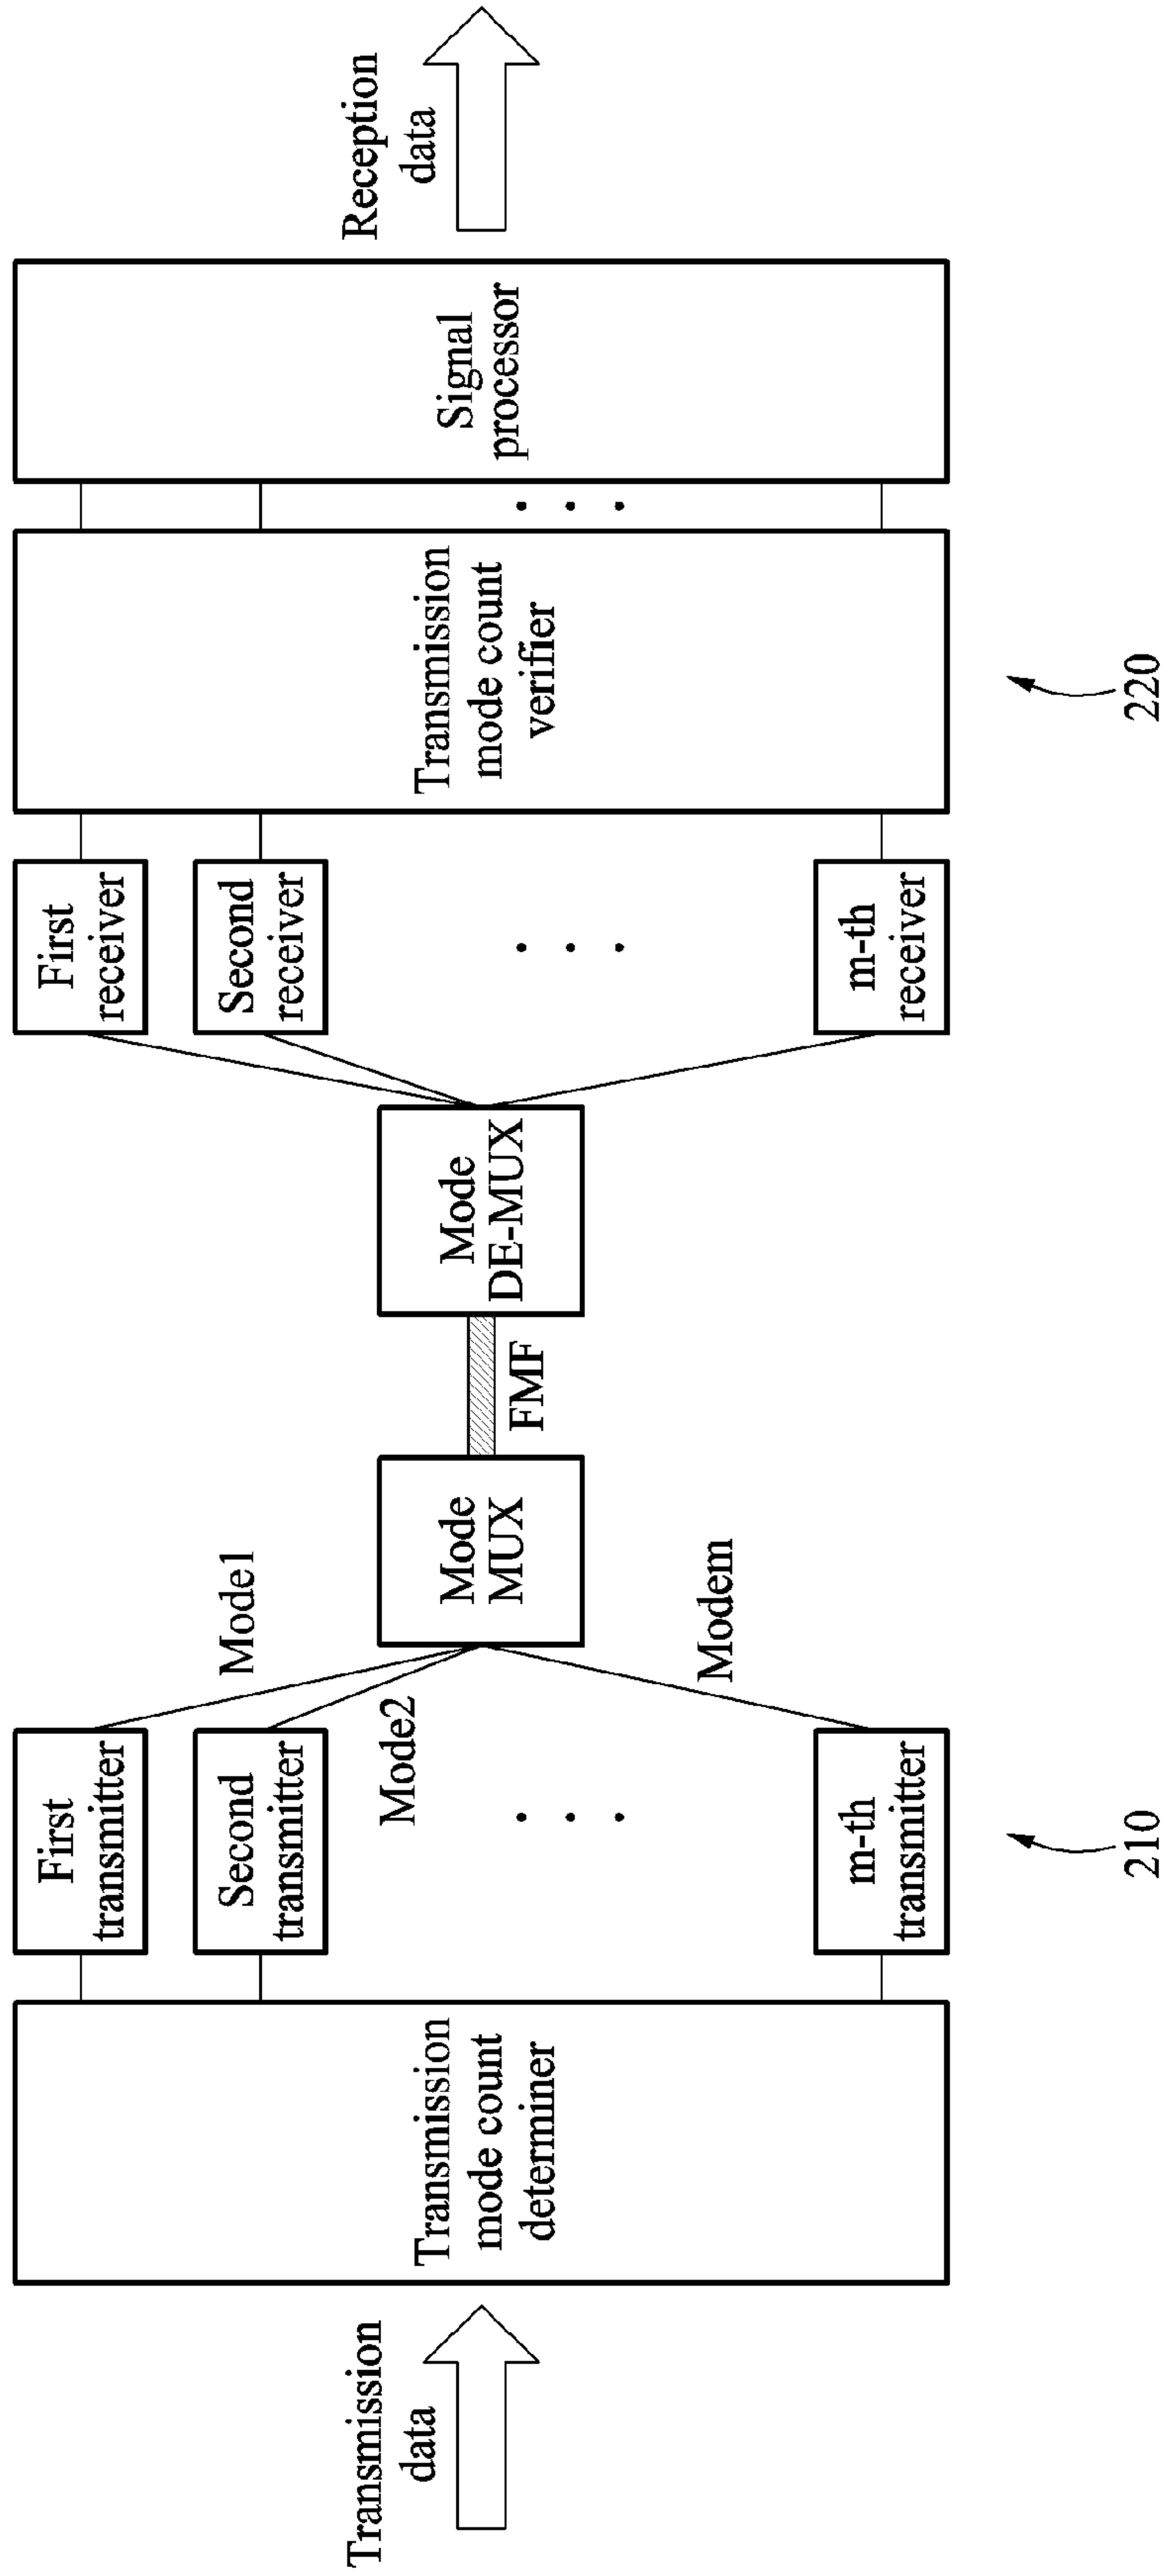 Transmission
data
Transmission
mode count
determiner
First
transmitter
Second
transmitter
m-th
transmitter
Mode1
Mode2
Modem
Mode
MUX
FMF
Mode
DE-MUX
First
receiver
Second
receiver
m-th
receiver
Transmission
mode count
verifier
Signal
processor
Reception
data
210
220